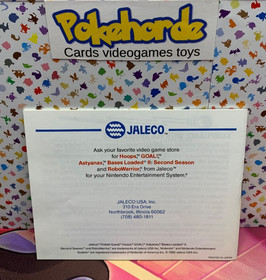 Pokehorde
Cards videogames toys
JALECO™
Ask your favorite video game store
for Hoops,® GOAL!,®
Astyanax,® Bases Loaded® II: Second Season
and RoboWarrior,® from Jaleco™
for your Nintendo Entertainment System.®
JALECO USA, Inc.
310 Era Drive
Northbrook, Illinois 60062
(708) 480-1811